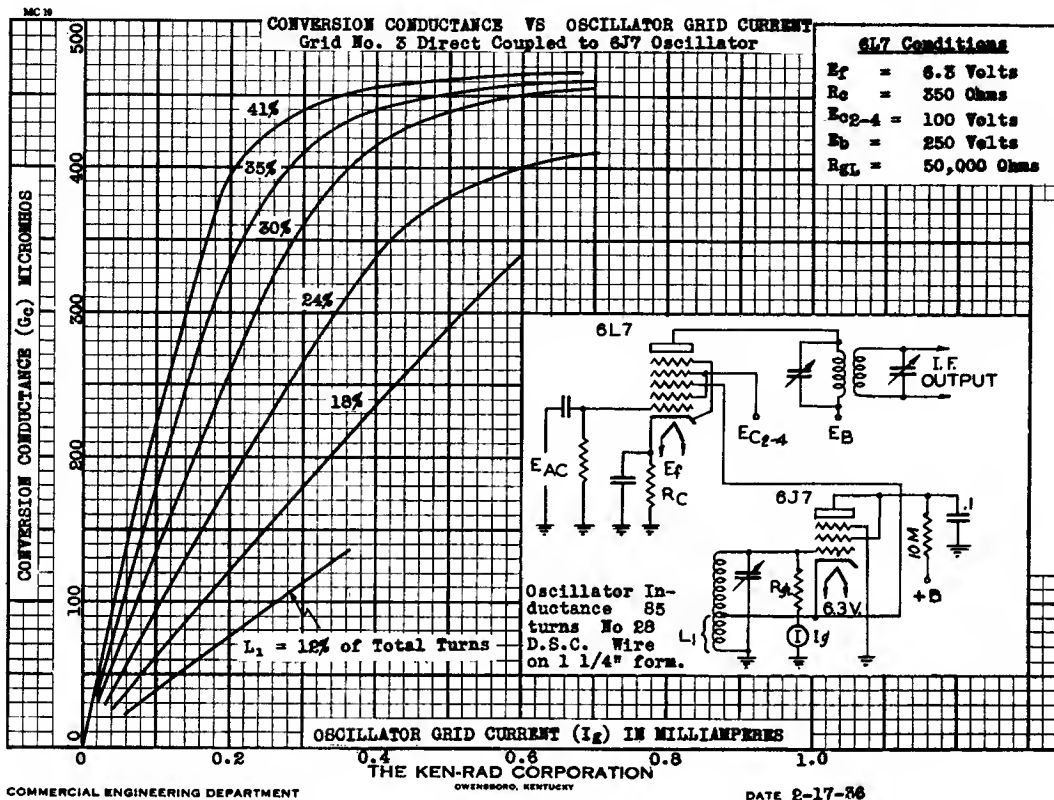 MC 19
CONVERSION CONDUCTANCE VS OSCILLATOR GRID CURRENT
Grid No. 3 Direct Coupled to 6J7 Oscillator
6L7 Conditions
Ef = 6.3 Volts
Rc = 350 Ohms
Ec2-4 = 100 Volts
Eb = 250 Volts
RgL = 50,000 Ohms
CONVERSION CONDUCTANCE (Gc) MICROMHOS
500
400
300
200
100
0
41%
35%
30%
24%
18%
L1 = 12% of Total Turns
6L7
I.F.
OUTPUT
EAC
Ef
RC
EC2-4
EB
6J7
.1
10M
+B
6.3V.
Ig
L1
Oscillator In-
ductance 85
turns No 28
D.S.C. Wire
on 1 1/4" form.
OSCILLATOR GRID CURRENT (Ig) IN MILLIAMPERES
0 0.2 0.4 0.6 0.8 1.0
THE KEN-RAD CORPORATION
OWENSBORO, KENTUCKY
COMMERCIAL ENGINEERING DEPARTMENT
DATE 2-17-36